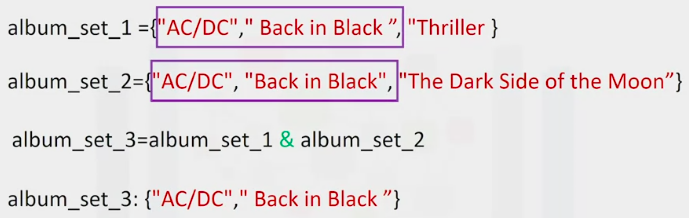 album_set_1 ={"AC/DC"," Back in Black ”, "Thriller }
album_set_2={"AC/DC", "Back in Black", "The Dark Side of the Moon”}
album_set_3=album_set_1 & album_set_2
album_set_3: {"AC/DC"," Back in Black ”}